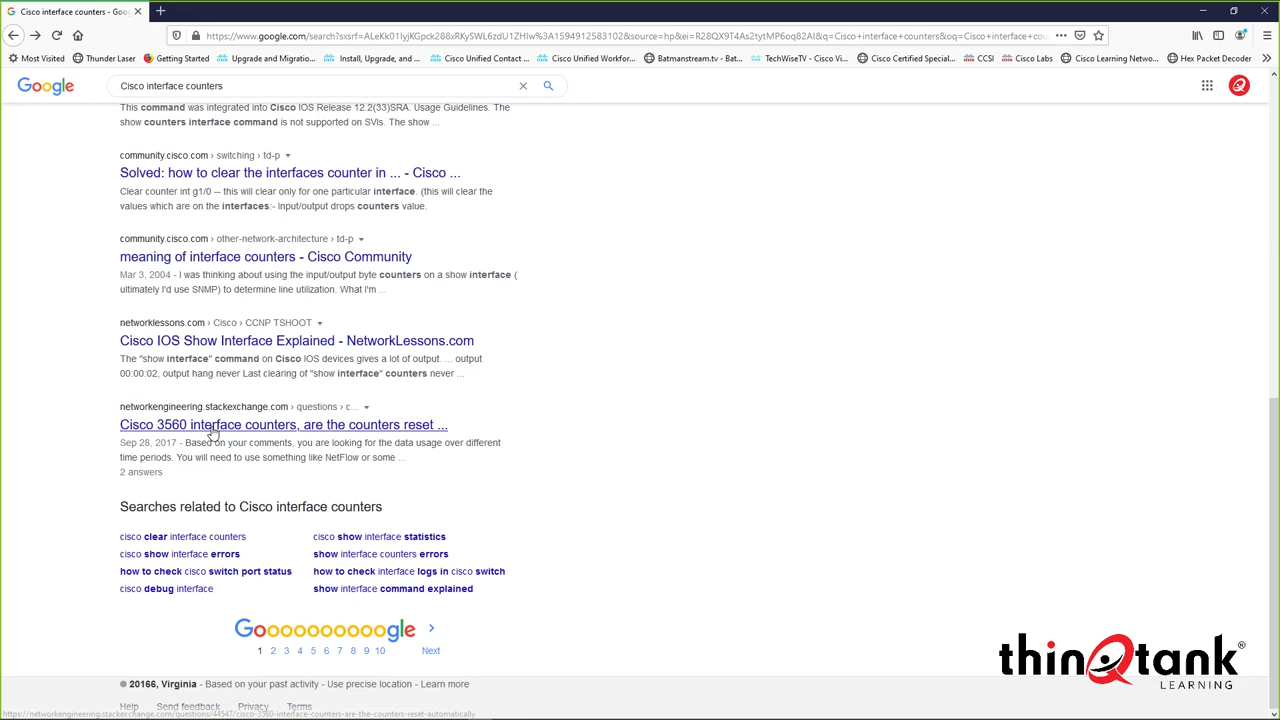 Cisco interface counters - Goo
https://www.google.com/search?sxsrf=ALeKk01IyjKGpck288xRKySWL6zdU1ZHlw%3A1594912583102&source=hp&ei=R28QX9T4As2tytMP6oq82AI&q=Cisco+interface+counters&oq=Cisco+interface+cou
Most Visited
Thunder Laser
Getting Started
Upgrade and Migratio...
Install, Upgrade, and ...
Cisco Unified Contact ...
Cisco Unified Workfor...
Batmanstream.tv - Bat...
TechWiseTV - Cisco Vi...
Cisco Certified Special...
CCSI
Cisco Labs
Cisco Learning Netwo...
Hex Packet Decoder
Google
Cisco interface counters
This command was integrated into Cisco IOS Release 12.2(33)SRA. Usage Guidelines. The
show counters interface command is not supported on SVIs. The show ...
community.cisco.com › switching › td-p
Solved: how to clear the interfaces counter in ... - Cisco ...
Clear counter int g1/0 -- this will clear only for one particular interface. (this will clear the
values which are on the interfaces:- Input/output drops counters value.
community.cisco.com › other-network-architecture › td-p
meaning of interface counters - Cisco Community
Mar 3, 2004 - I was thinking about using the input/output byte counters on a show interface (
ultimately I'd use SNMP) to determine line utilization. What I'm ...
networklessons.com › Cisco › CCNP TSHOOT
Cisco IOS Show Interface Explained - NetworkLessons.com
The "show interface" command on Cisco IOS devices gives a lot of output. ... output
00:00:02, output hang never Last clearing of "show interface" counters never ...
networkengineering.stackexchange.com › questions › c...
Cisco 3560 interface counters, are the counters reset ...
Sep 28, 2017 - Based on your comments, you are looking for the data usage over different
time periods. You will need to use something like NetFlow or some ...
2 answers
Searches related to Cisco interface counters
cisco clear interface counters
cisco show interface statistics
cisco show interface errors
show interface counters errors
how to check cisco switch port status
how to check interface logs in cisco switch
cisco debug interface
show interface command explained
Goooooooooogle
1 2 3 4 5 6 7 8 9 10 Next
thinQtank®
LEARNING
20166, Virginia - Based on your past activity - Use precise location - Learn more
Help Send feedback Privacy Terms
https://networkengineering.stackexchange.com/questions/44547/cisco-3560-interface-counters-are-the-counters-reset-automatically